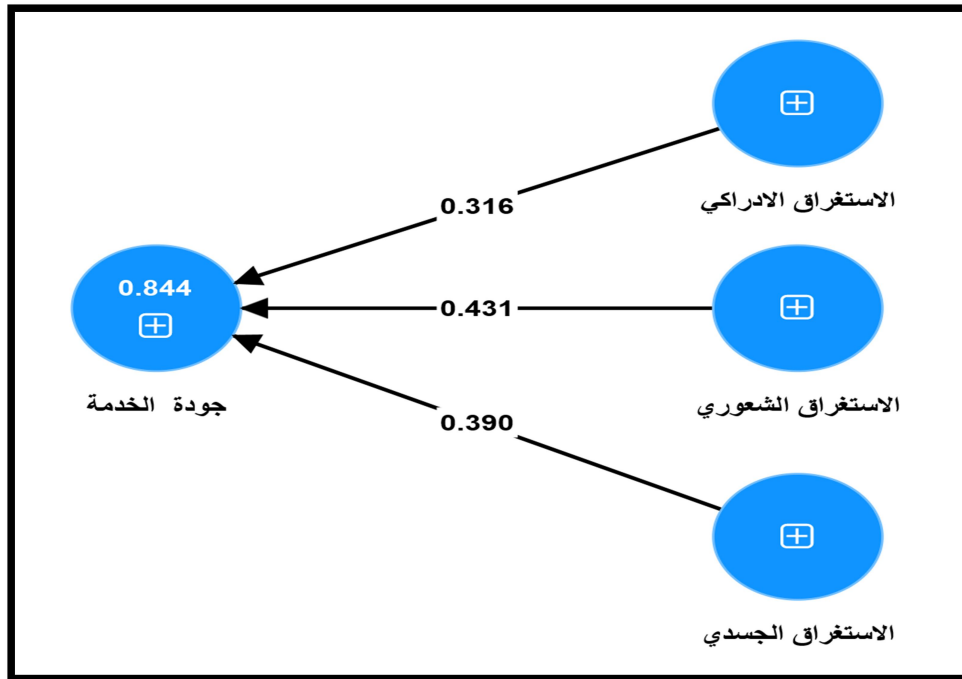 الاستغراق الادراكي
0.316
0.844
0.431
جودة الخدمة
الاستغراق الشعوري
0.390
الاستغراق الجسدي